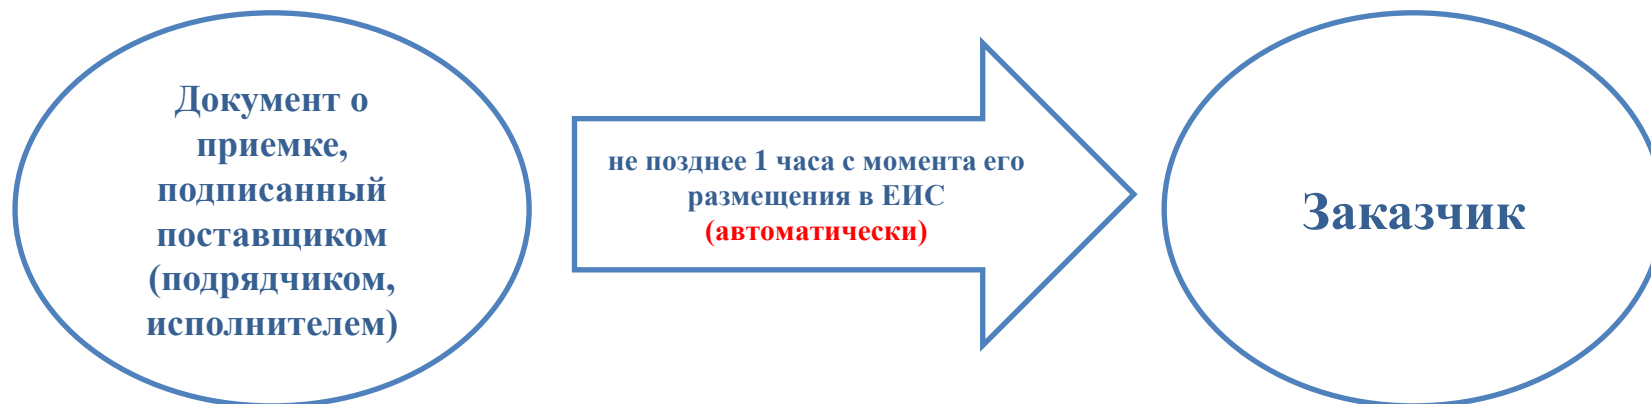 Документ о
приемке,
подписанный
поставщиком
(подрядчиком,
исполнителем)
не позднее 1 часа с момента его
размещения в ЕИС
(автоматически)
Заказчик